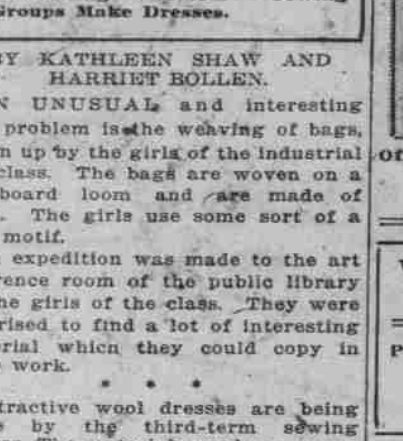 Groups Make Dresses.
BY KATHLEEN SHAW AND
HARRIET BOLLEN.
N UNUSUAL and interesting
problem is the weaving of bags,
n up by the girls of the industrial
class. The bags are woven on a
board loom and are made of
. The girls use some sort of a
motif.
expedition was made to the art
rence room of the public library
he girls of the class. They were
rised to find a lot of interesting
erial which they could copy in
work.
* * *
tractive wool dresses are being
e by the third-term sewing
of
P